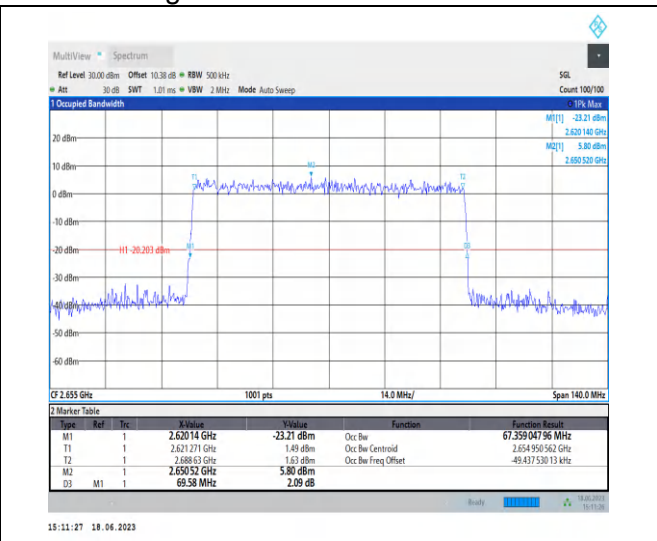 MultiView Spectrum
Ref Level 30.00 dBm Offset 10.38 dB RBW 500 kHz SGL
Att 30 dB SWT 1.01 ms VBW 2 MHz Mode Auto Sweep Count 100/100
1 Occupied Bandwidth 1Pk Max
M1[1] -23.21 dBm
2.620 140 GHz
20 dBm
M2[1] 5.80 dBm
2.650 520 GHz
10 dBm
M2
T1 T2
0 dBm
-10 dBm
-20 dBm H1 -20.203 dBm M1 D3
-30 dBm
-40 dBm
-50 dBm
-60 dBm
CF 2.655 GHz 1001 pts 14.0 MHz/ Span 140.0 MHz
2 Marker Table
Type Ref Trc X-Value Y-Value Function Function Result
M1 1 2.62014 GHz -23.21 dBm Occ Bw 67.359 047 96 MHz
T1 1 2.621 271 GHz 1.49 dBm Occ Bw Centroid 2.654 950 562 GHz
T2 1 2.688 63 GHz 1.63 dBm Occ Bw Freq Offset -49.437 530 13 kHz
M2 1 2.65052 GHz 5.80 dBm
D3 M1 1 69.58 MHz 2.09 dB
Ready 18.06.2023
15:11:26
15:11:27 18.06.2023